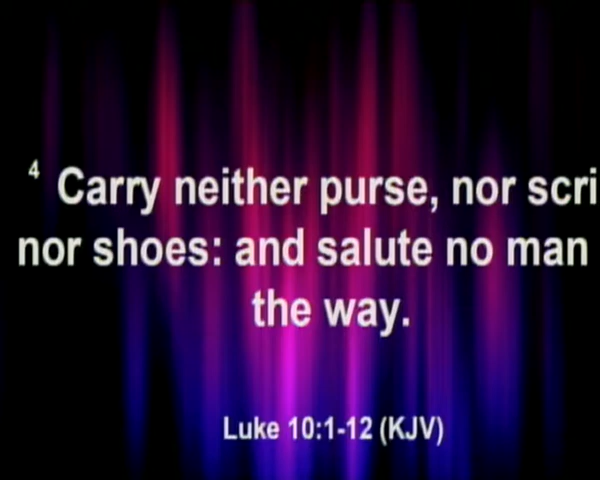 4 Carry neither purse, nor scri
nor shoes: and salute no man
the way.
Luke 10:1-12 (KJV)